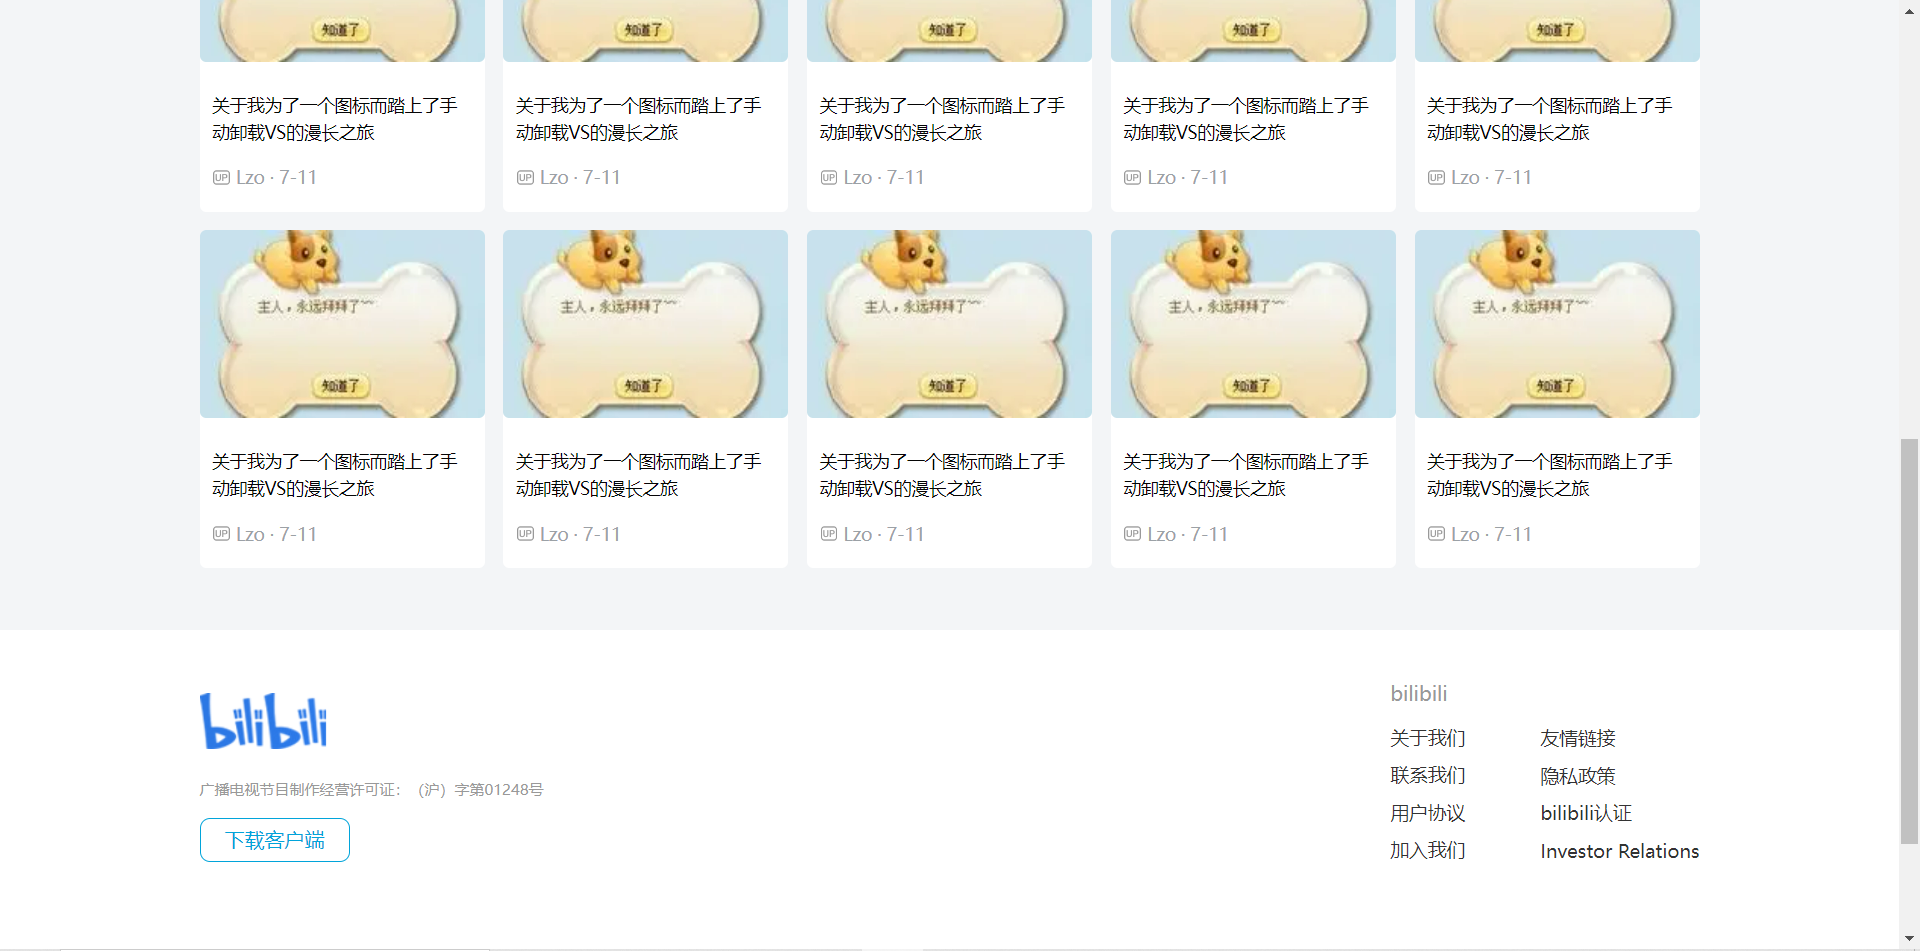 知道了 知道了 知道了 知道了 知道了
关于我为了一个图标而踏上了手 关于我为了一个图标而踏上了手 关于我为了一个图标而踏上了手 关于我为了一个图标而踏上了手 关于我为了一个图标而踏上了手
动卸载VS的漫长之旅 动卸载VS的漫长之旅 动卸载VS的漫长之旅 动卸载VS的漫长之旅 动卸载VS的漫长之旅
UP Lzo · 7-11 UP Lzo · 7-11 UP Lzo · 7-11 UP Lzo · 7-11 UP Lzo · 7-11
主人，永远拜拜了~~ 主人，永远拜拜了~~ 主人，永远拜拜了~~ 主人，永远拜拜了~~ 主人，永远拜拜了~~
知道了 知道了 知道了 知道了 知道了
关于我为了一个图标而踏上了手 关于我为了一个图标而踏上了手 关于我为了一个图标而踏上了手 关于我为了一个图标而踏上了手 关于我为了一个图标而踏上了手
动卸载VS的漫长之旅 动卸载VS的漫长之旅 动卸载VS的漫长之旅 动卸载VS的漫长之旅 动卸载VS的漫长之旅
UP Lzo · 7-11 UP Lzo · 7-11 UP Lzo · 7-11 UP Lzo · 7-11 UP Lzo · 7-11
bilibili
广播电视节目制作经营许可证：（沪）字第01248号
下载客户端
bilibili
关于我们 友情链接
联系我们 隐私政策
用户协议 bilibili认证
加入我们 Investor Relations